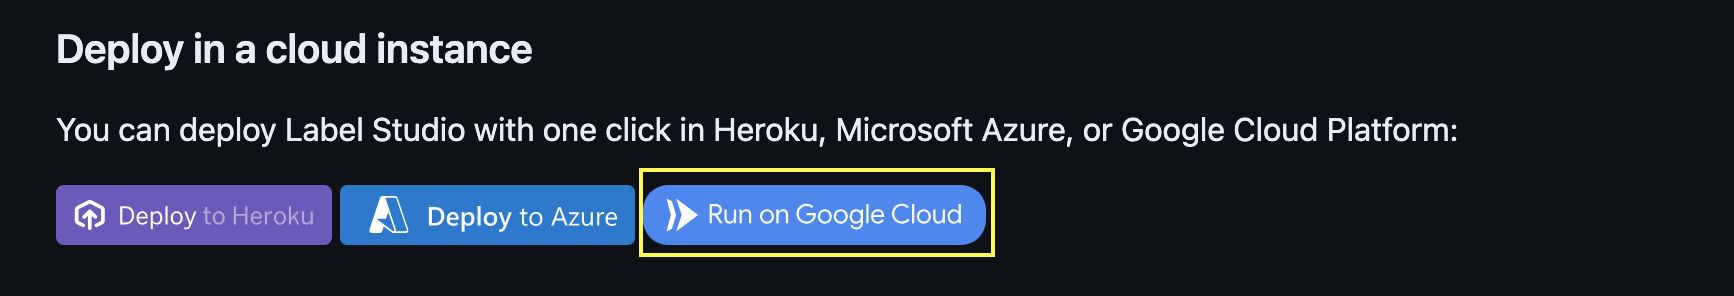 Deploy in a cloud instance
You can deploy Label Studio with one click in Heroku, Microsoft Azure, or Google Cloud Platform:
Deploy to Heroku Deploy to Azure Run on Google Cloud